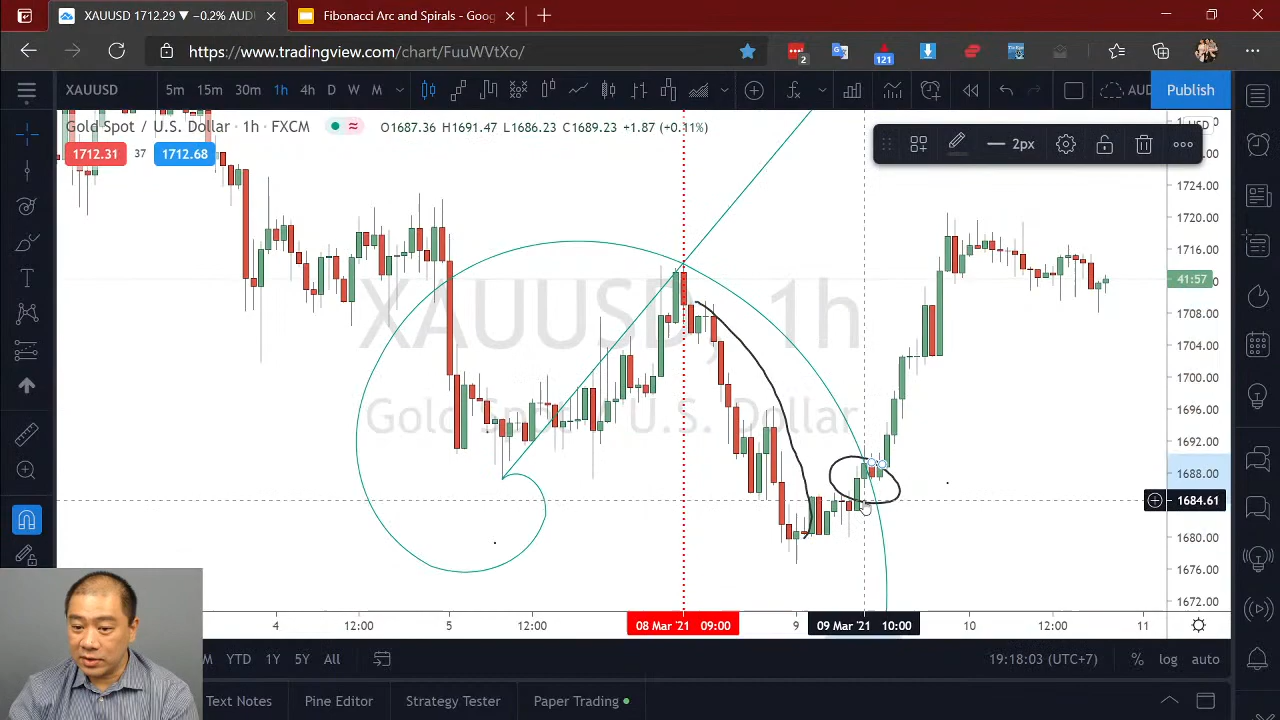 XAUUSD 1712.29 ▼ −0.2% AUD
Fibonacci Arc and Spirals - Goog
https://www.tradingview.com/chart/FuuWVtXo/
2
121
XAUUSD 5m 15m 30m 1h 4h D W M
AUD
Publish
Gold Spot / U.S. Dollar · 1h · FXCM
O1687.36 H1691.47 L1686.23 C1689.23 +1.87 (+0.11%)
1712.31 37 1712.68
2px
USD
1724.00
1720.00
1716.00
41:57
1708.00
1704.00
1700.00
1696.00
1692.00
1688.00
1684.61
1680.00
1676.00
1672.00
XAUUSD, 1h
Gold Spot / U.S. Dollar
4 12:00 5 12:00 08 Mar '21 09:00 9 09 Mar '21 10:00 10 12:00 11
M YTD 1Y 5Y All
19:18:03 (UTC+7) % log auto
Text Notes Pine Editor Strategy Tester Paper Trading